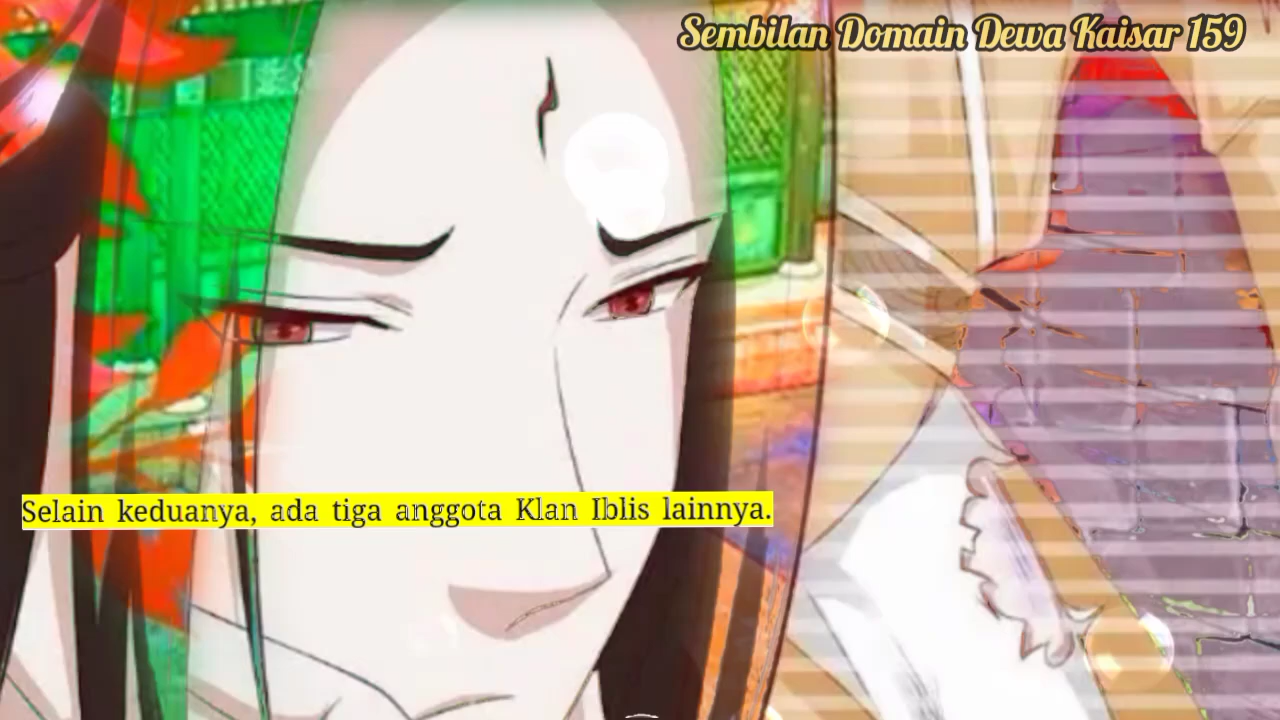 Sembilan Domain Dewa Kaisar 159
Selain keduanya, ada tiga anggota Klan Iblis lainnya.